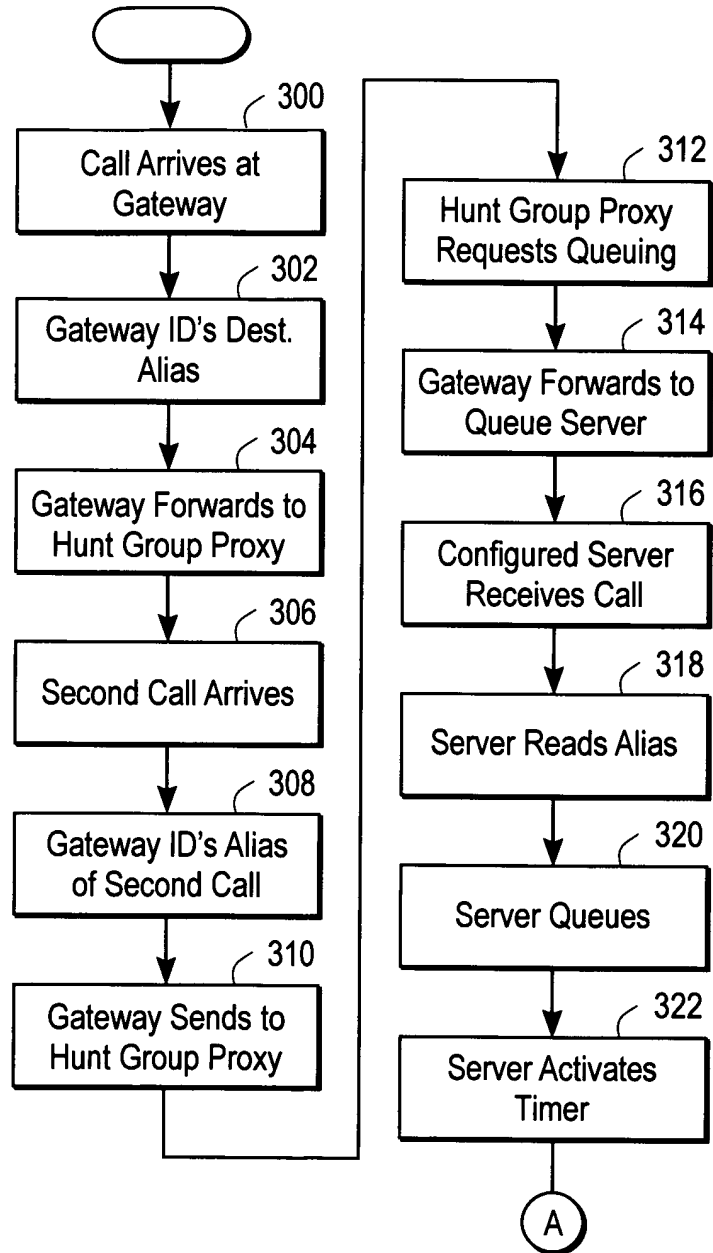 300
Call Arrives at
Gateway
302
Gateway ID's Dest.
Alias
304
Gateway Forwards to
Hunt Group Proxy
306
Second Call Arrives
308
Gateway ID's Alias
of Second Call
310
Gateway Sends to
Hunt Group Proxy
312
Hunt Group Proxy
Requests Queuing
314
Gateway Forwards to
Queue Server
316
Configured Server
Receives Call
318
Server Reads Alias
320
Server Queues
322
Server Activates
Timer
A